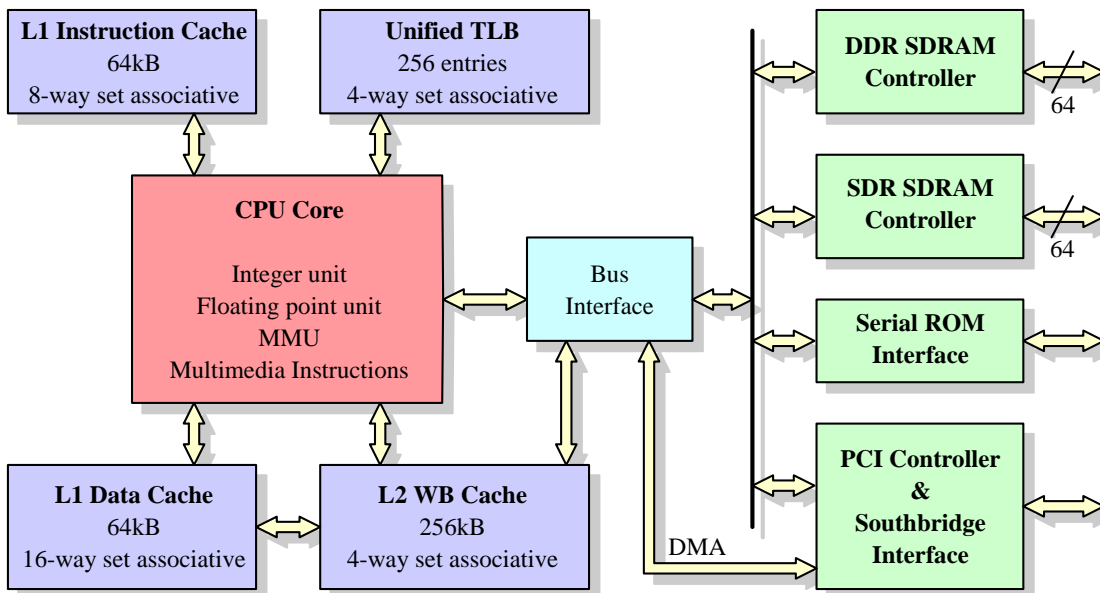 L1 Instruction Cache
64kB
8-way set associative
Unified TLB
256 entries
4-way set associative
DDR SDRAM
Controller
64
CPU Core
Integer unit
Floating point unit
MMU
Multimedia Instructions
SDR SDRAM
Controller
64
Bus
Interface
Serial ROM
Interface
L1 Data Cache
64kB
16-way set associative
L2 WB Cache
256kB
4-way set associative
DMA
PCI Controller
&
Southbridge
Interface